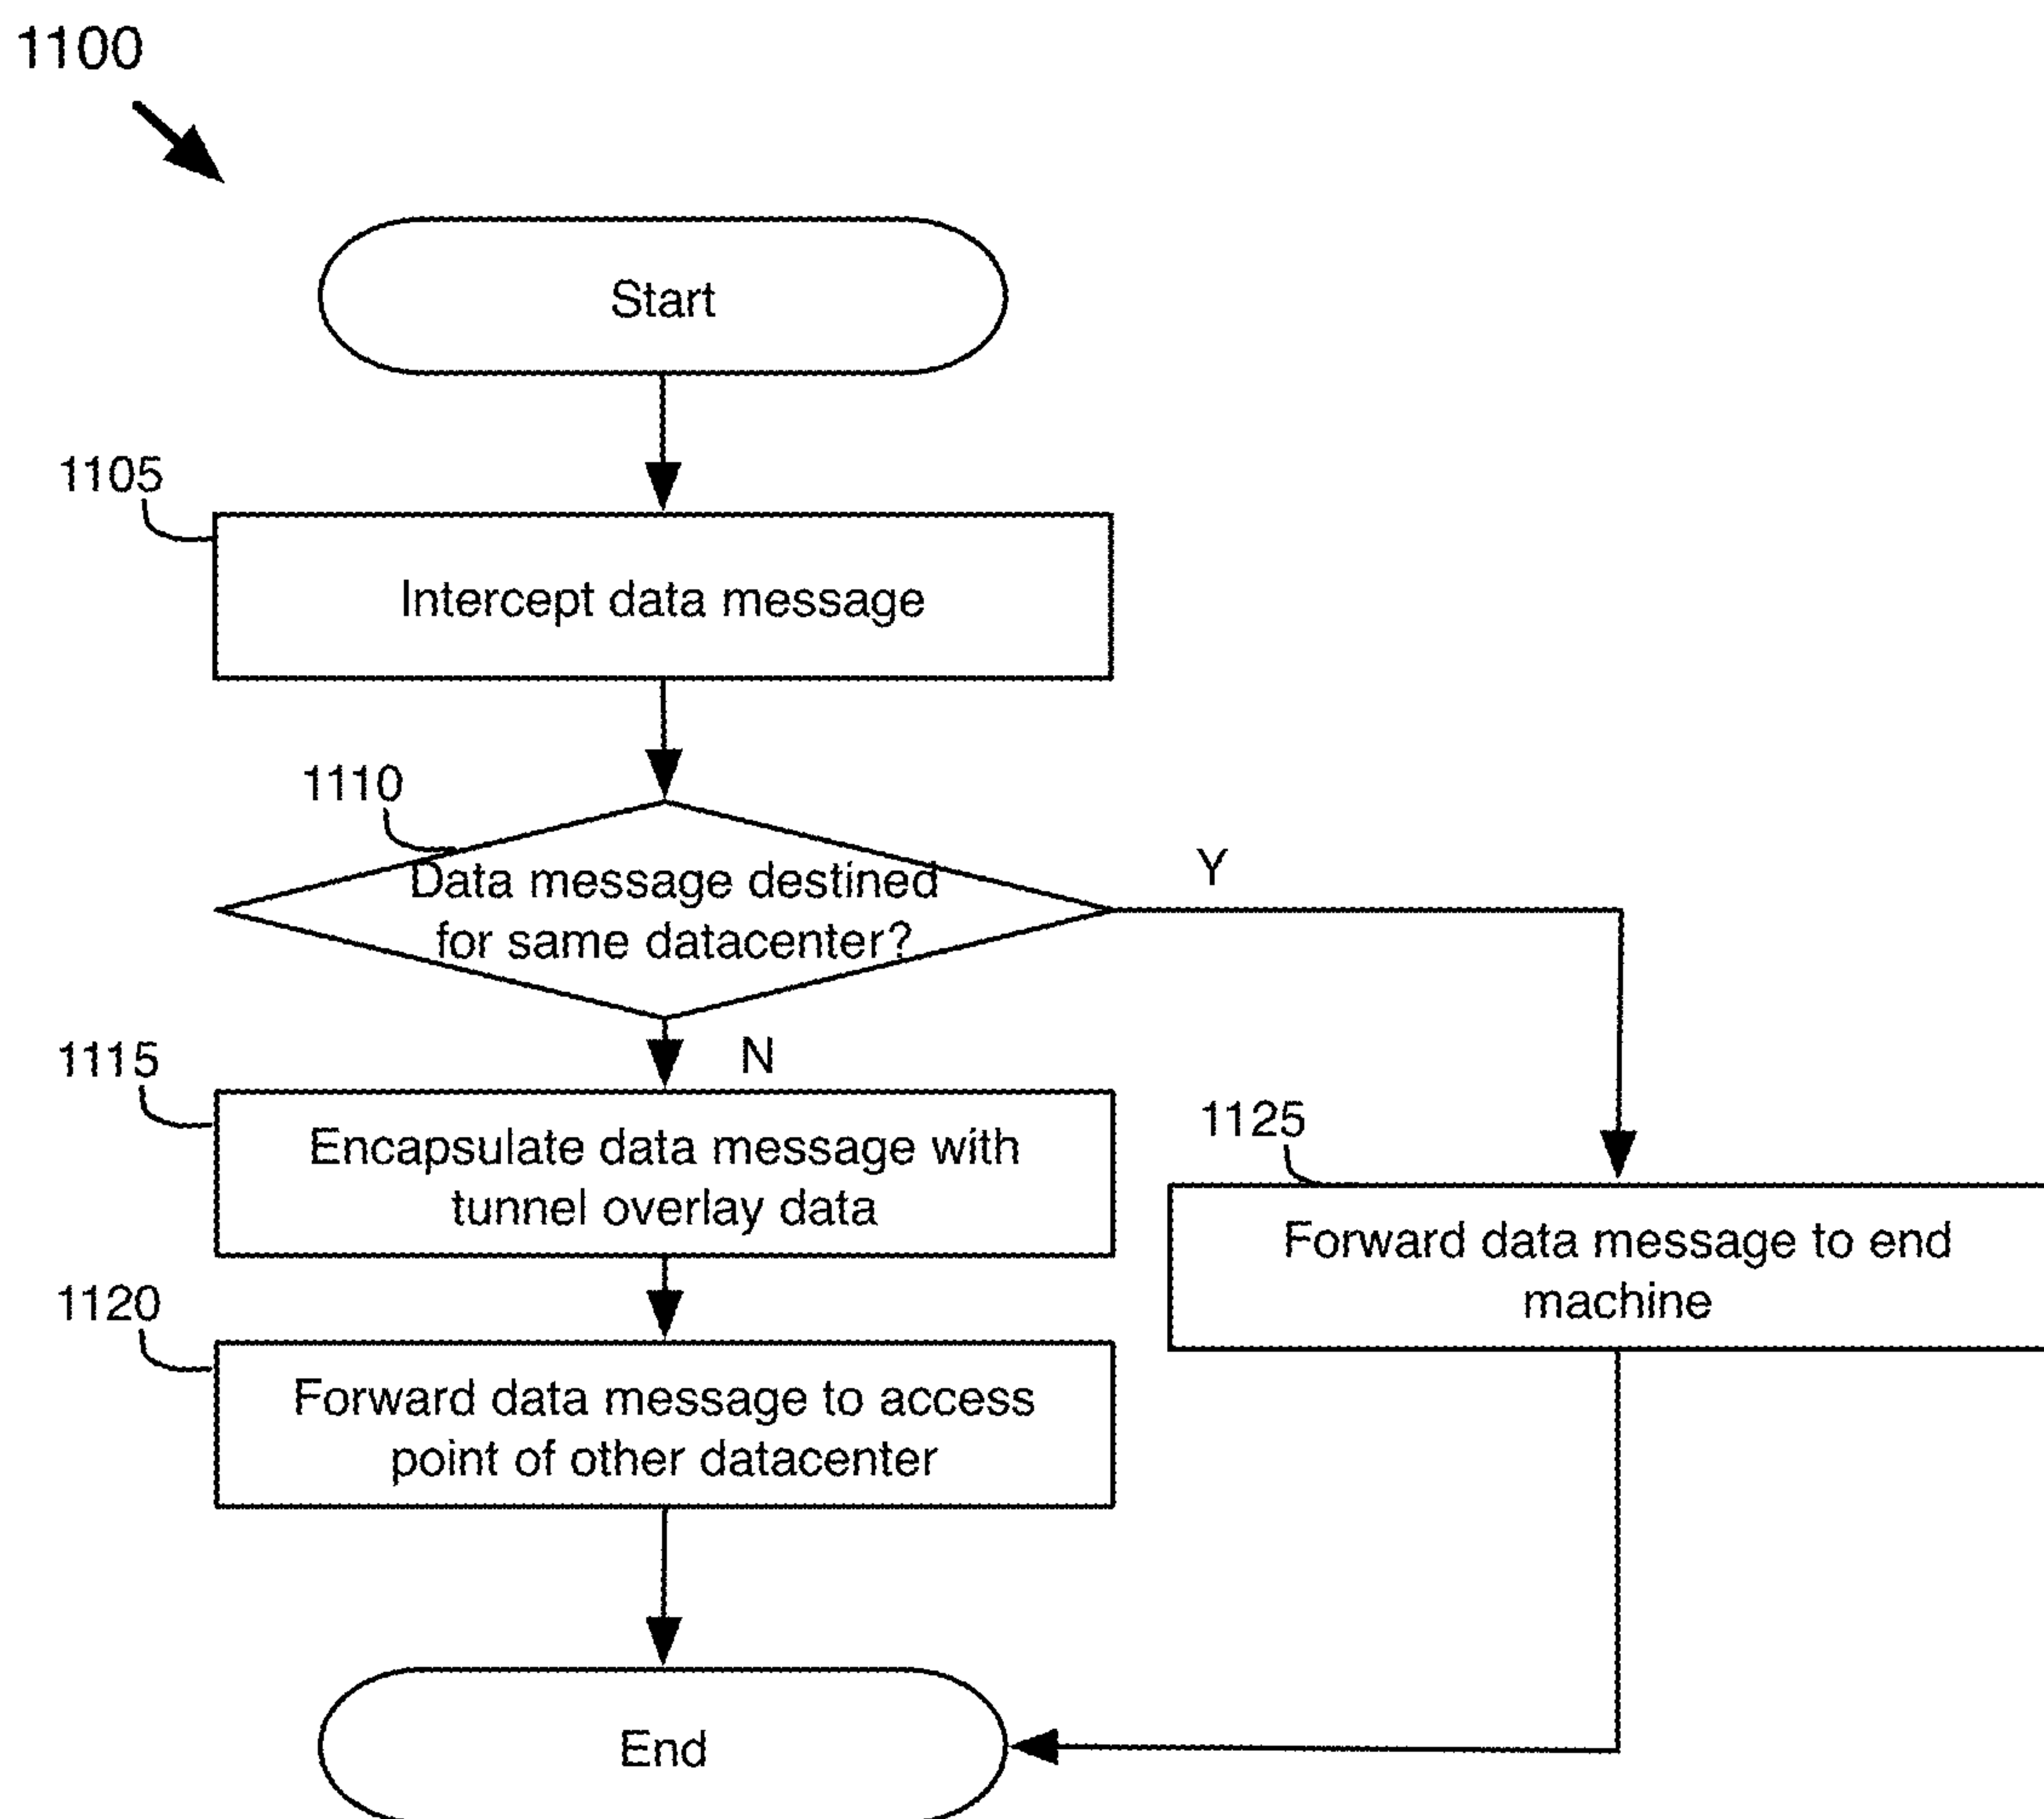 1100
Start
1105
Intercept data message
1110
Data message destined
for same datacenter?
Y
N
1115
Encapsulate data message with
tunnel overlay data
1125
Forward data message to end
machine
1120
Forward data message to access
point of other datacenter
End